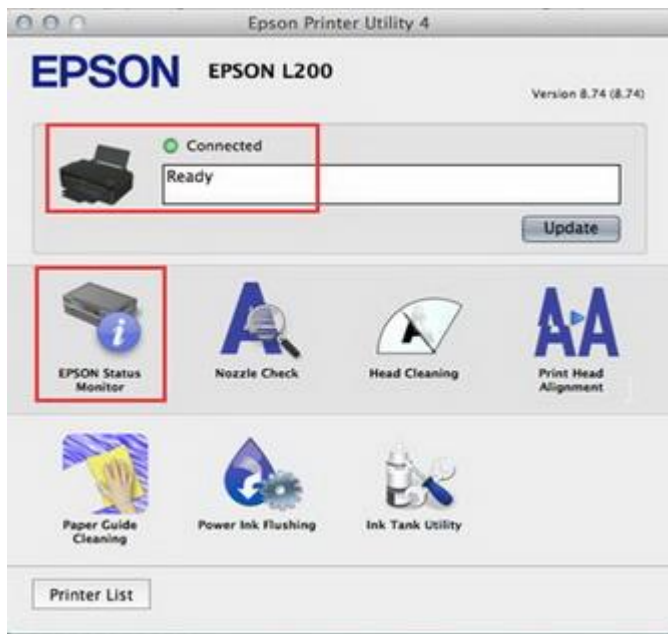 Epson Printer Utility 4
EPSON EPSON L200
Version 8.74 (8.74)
Connected
Ready
Update
EPSON Status
Monitor
Nozzle Check
Head Cleaning
Print Head
Alignment
Paper Guide
Cleaning
Power Ink Flushing
Ink Tank Utility
Printer List